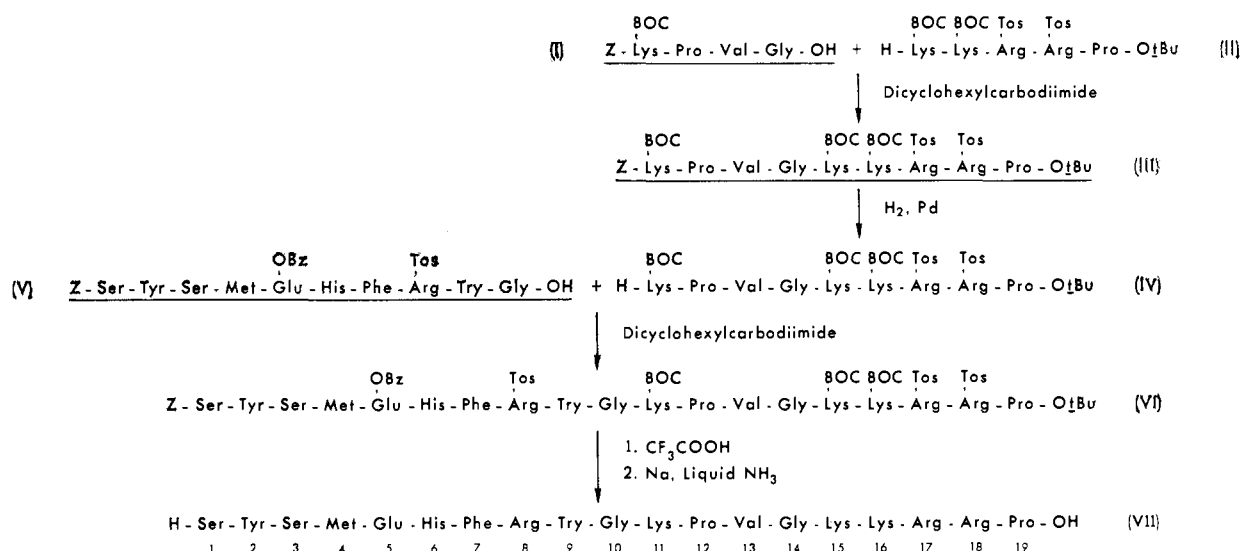 BOC BOC BOC Tos Tos
(I) Z - Lys - Pro - Val - Gly - OH + H - Lys - Lys - Arg - Arg - Pro - OtBu (II)
Dicyclohexylcarbodiimide
BOC BOC BOC Tos Tos
Z - Lys - Pro - Val - Gly - Lys - Lys - Arg - Arg - Pro - OtBu (III)
H2, Pd
OBz Tos BOC BOC BOC Tos Tos
(V) Z - Ser - Tyr - Ser - Met - Glu - His - Phe - Arg - Try - Gly - OH + H - Lys - Pro - Val - Gly - Lys - Lys - Arg - Arg - Pro - OtBu (IV)
Dicyclohexylcarbodiimide
OBz Tos BOC BOC BOC Tos Tos
Z - Ser - Tyr - Ser - Met - Glu - His - Phe - Arg - Try - Gly - Lys - Pro - Val - Gly - Lys - Lys - Arg - Arg - Pro - OtBu (VI)
1. CF3COOH
2. Na, Liquid NH3
H - Ser - Tyr - Ser - Met - Glu - His - Phe - Arg - Try - Gly - Lys - Pro - Val - Gly - Lys - Lys - Arg - Arg - Pro - OH (VII)
1 2 3 4 5 6 7 8 9 10 11 12 13 14 15 16 17 18 19